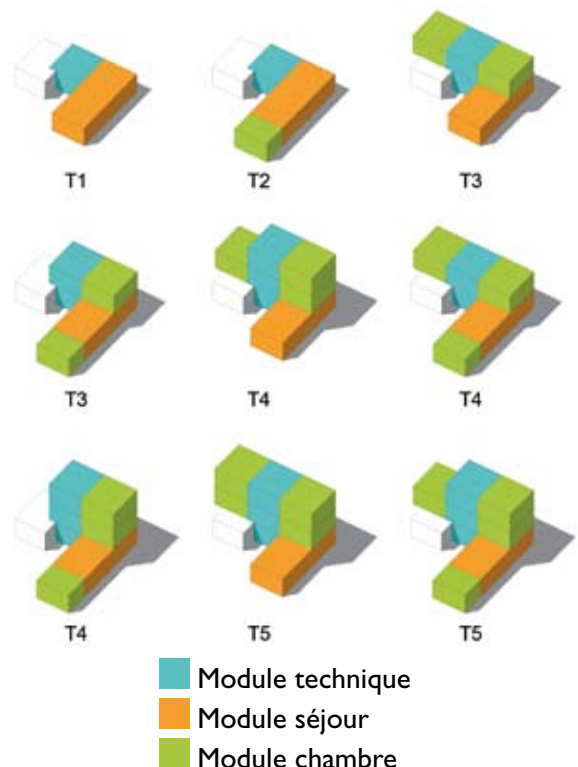 T1 T2 T3
T3 T4 T4
T4 T5 T5
Module technique
Module séjour
Module chambre